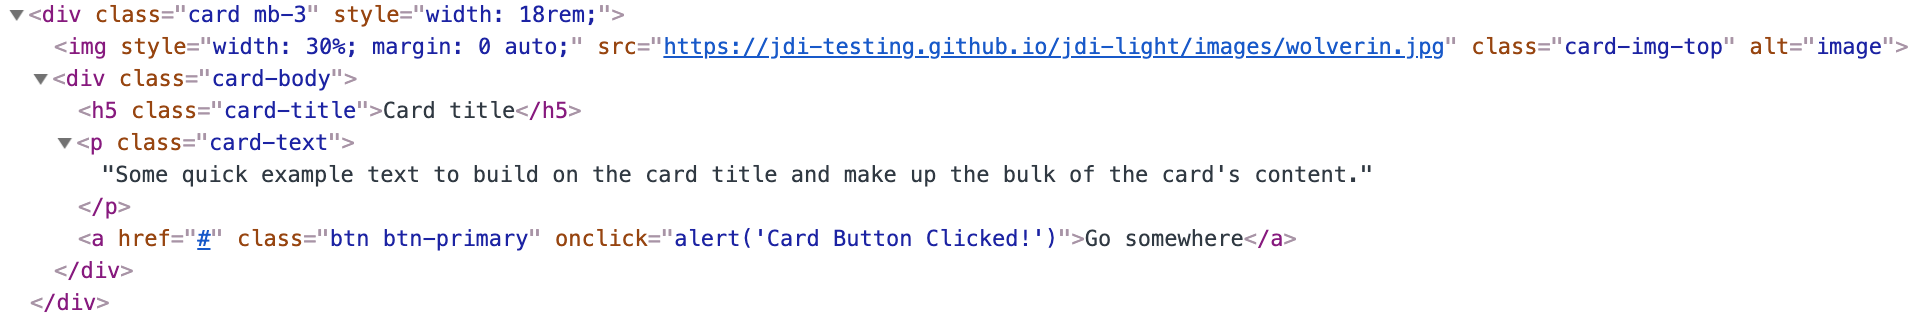 ▼<div class="card mb-3" style="width: 18rem;">
<img style="width: 30%; margin: 0 auto;" src="https://jdi-testing.github.io/jdi-light/images/wolverin.jpg" class="card-img-top" alt="image">
▼<div class="card-body">
<h5 class="card-title">Card title</h5>
▼<p class="card-text">
"Some quick example text to build on the card title and make up the bulk of the card's content."
</p>
<a href="#" class="btn btn-primary" onclick="alert('Card Button Clicked!')">Go somewhere</a>
</div>
</div>